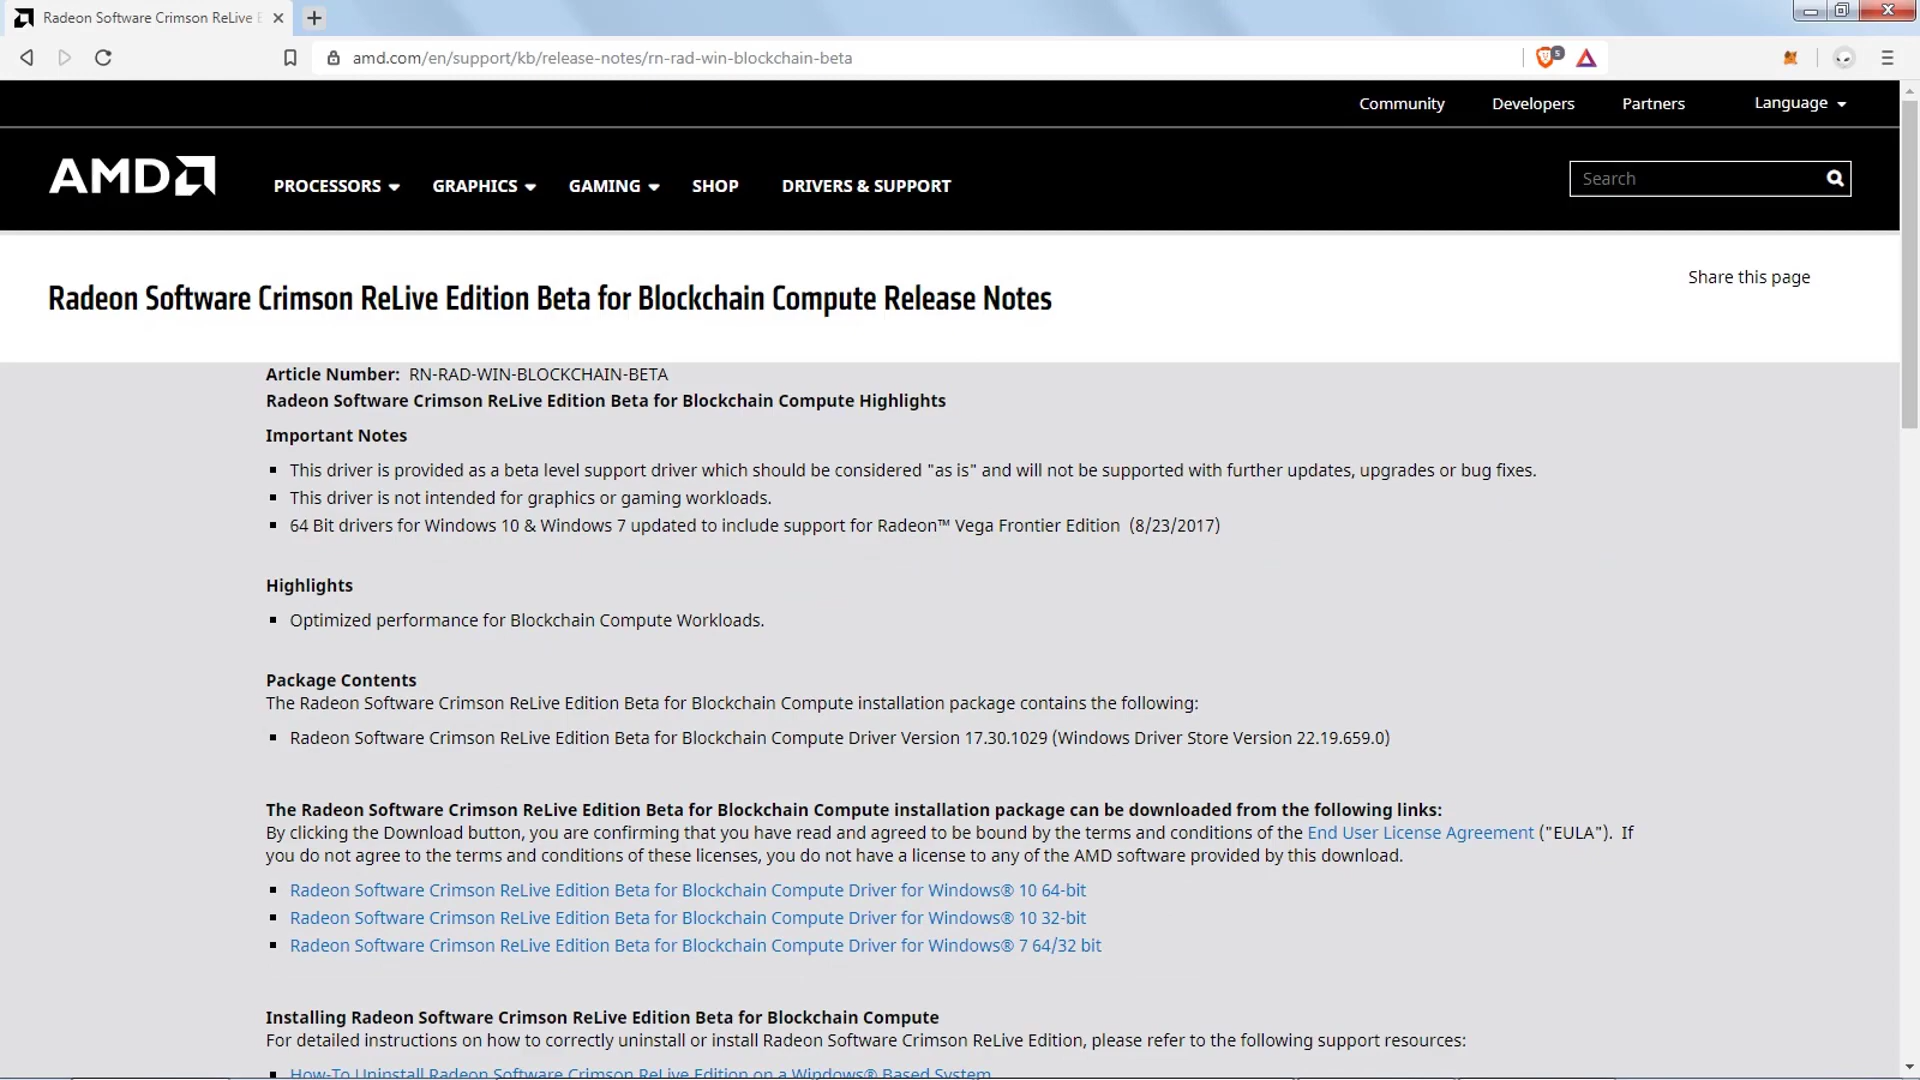 Radeon Software Crimson ReLive E
5
amd.com/en/support/kb/release-notes/rn-rad-win-blockchain-beta
Community Developers Partners Language
AMD PROCESSORS GRAPHICS GAMING SHOP DRIVERS & SUPPORT Search
Share this page
Radeon Software Crimson ReLive Edition Beta for Blockchain Compute Release Notes
Article Number: RN-RAD-WIN-BLOCKCHAIN-BETA
Radeon Software Crimson ReLive Edition Beta for Blockchain Compute Highlights
Important Notes
This driver is provided as a beta level support driver which should be considered "as is" and will not be supported with further updates, upgrades or bug fixes.
This driver is not intended for graphics or gaming workloads.
64 Bit drivers for Windows 10 & Windows 7 updated to include support for Radeon™ Vega Frontier Edition (8/23/2017)
Highlights
Optimized performance for Blockchain Compute Workloads.
Package Contents
The Radeon Software Crimson ReLive Edition Beta for Blockchain Compute installation package contains the following:
Radeon Software Crimson ReLive Edition Beta for Blockchain Compute Driver Version 17.30.1029 (Windows Driver Store Version 22.19.659.0)
The Radeon Software Crimson ReLive Edition Beta for Blockchain Compute installation package can be downloaded from the following links:
By clicking the Download button, you are confirming that you have read and agreed to be bound by the terms and conditions of the End User License Agreement ("EULA"). If
you do not agree to the terms and conditions of these licenses, you do not have a license to any of the AMD software provided by this download.
Radeon Software Crimson ReLive Edition Beta for Blockchain Compute Driver for Windows® 10 64-bit
Radeon Software Crimson ReLive Edition Beta for Blockchain Compute Driver for Windows® 10 32-bit
Radeon Software Crimson ReLive Edition Beta for Blockchain Compute Driver for Windows® 7 64/32 bit
Installing Radeon Software Crimson ReLive Edition Beta for Blockchain Compute
For detailed instructions on how to correctly uninstall or install Radeon Software Crimson ReLive Edition, please refer to the following support resources:
How-To Uninstall Radeon Software Crimson ReLive Edition on a Windows® Based System